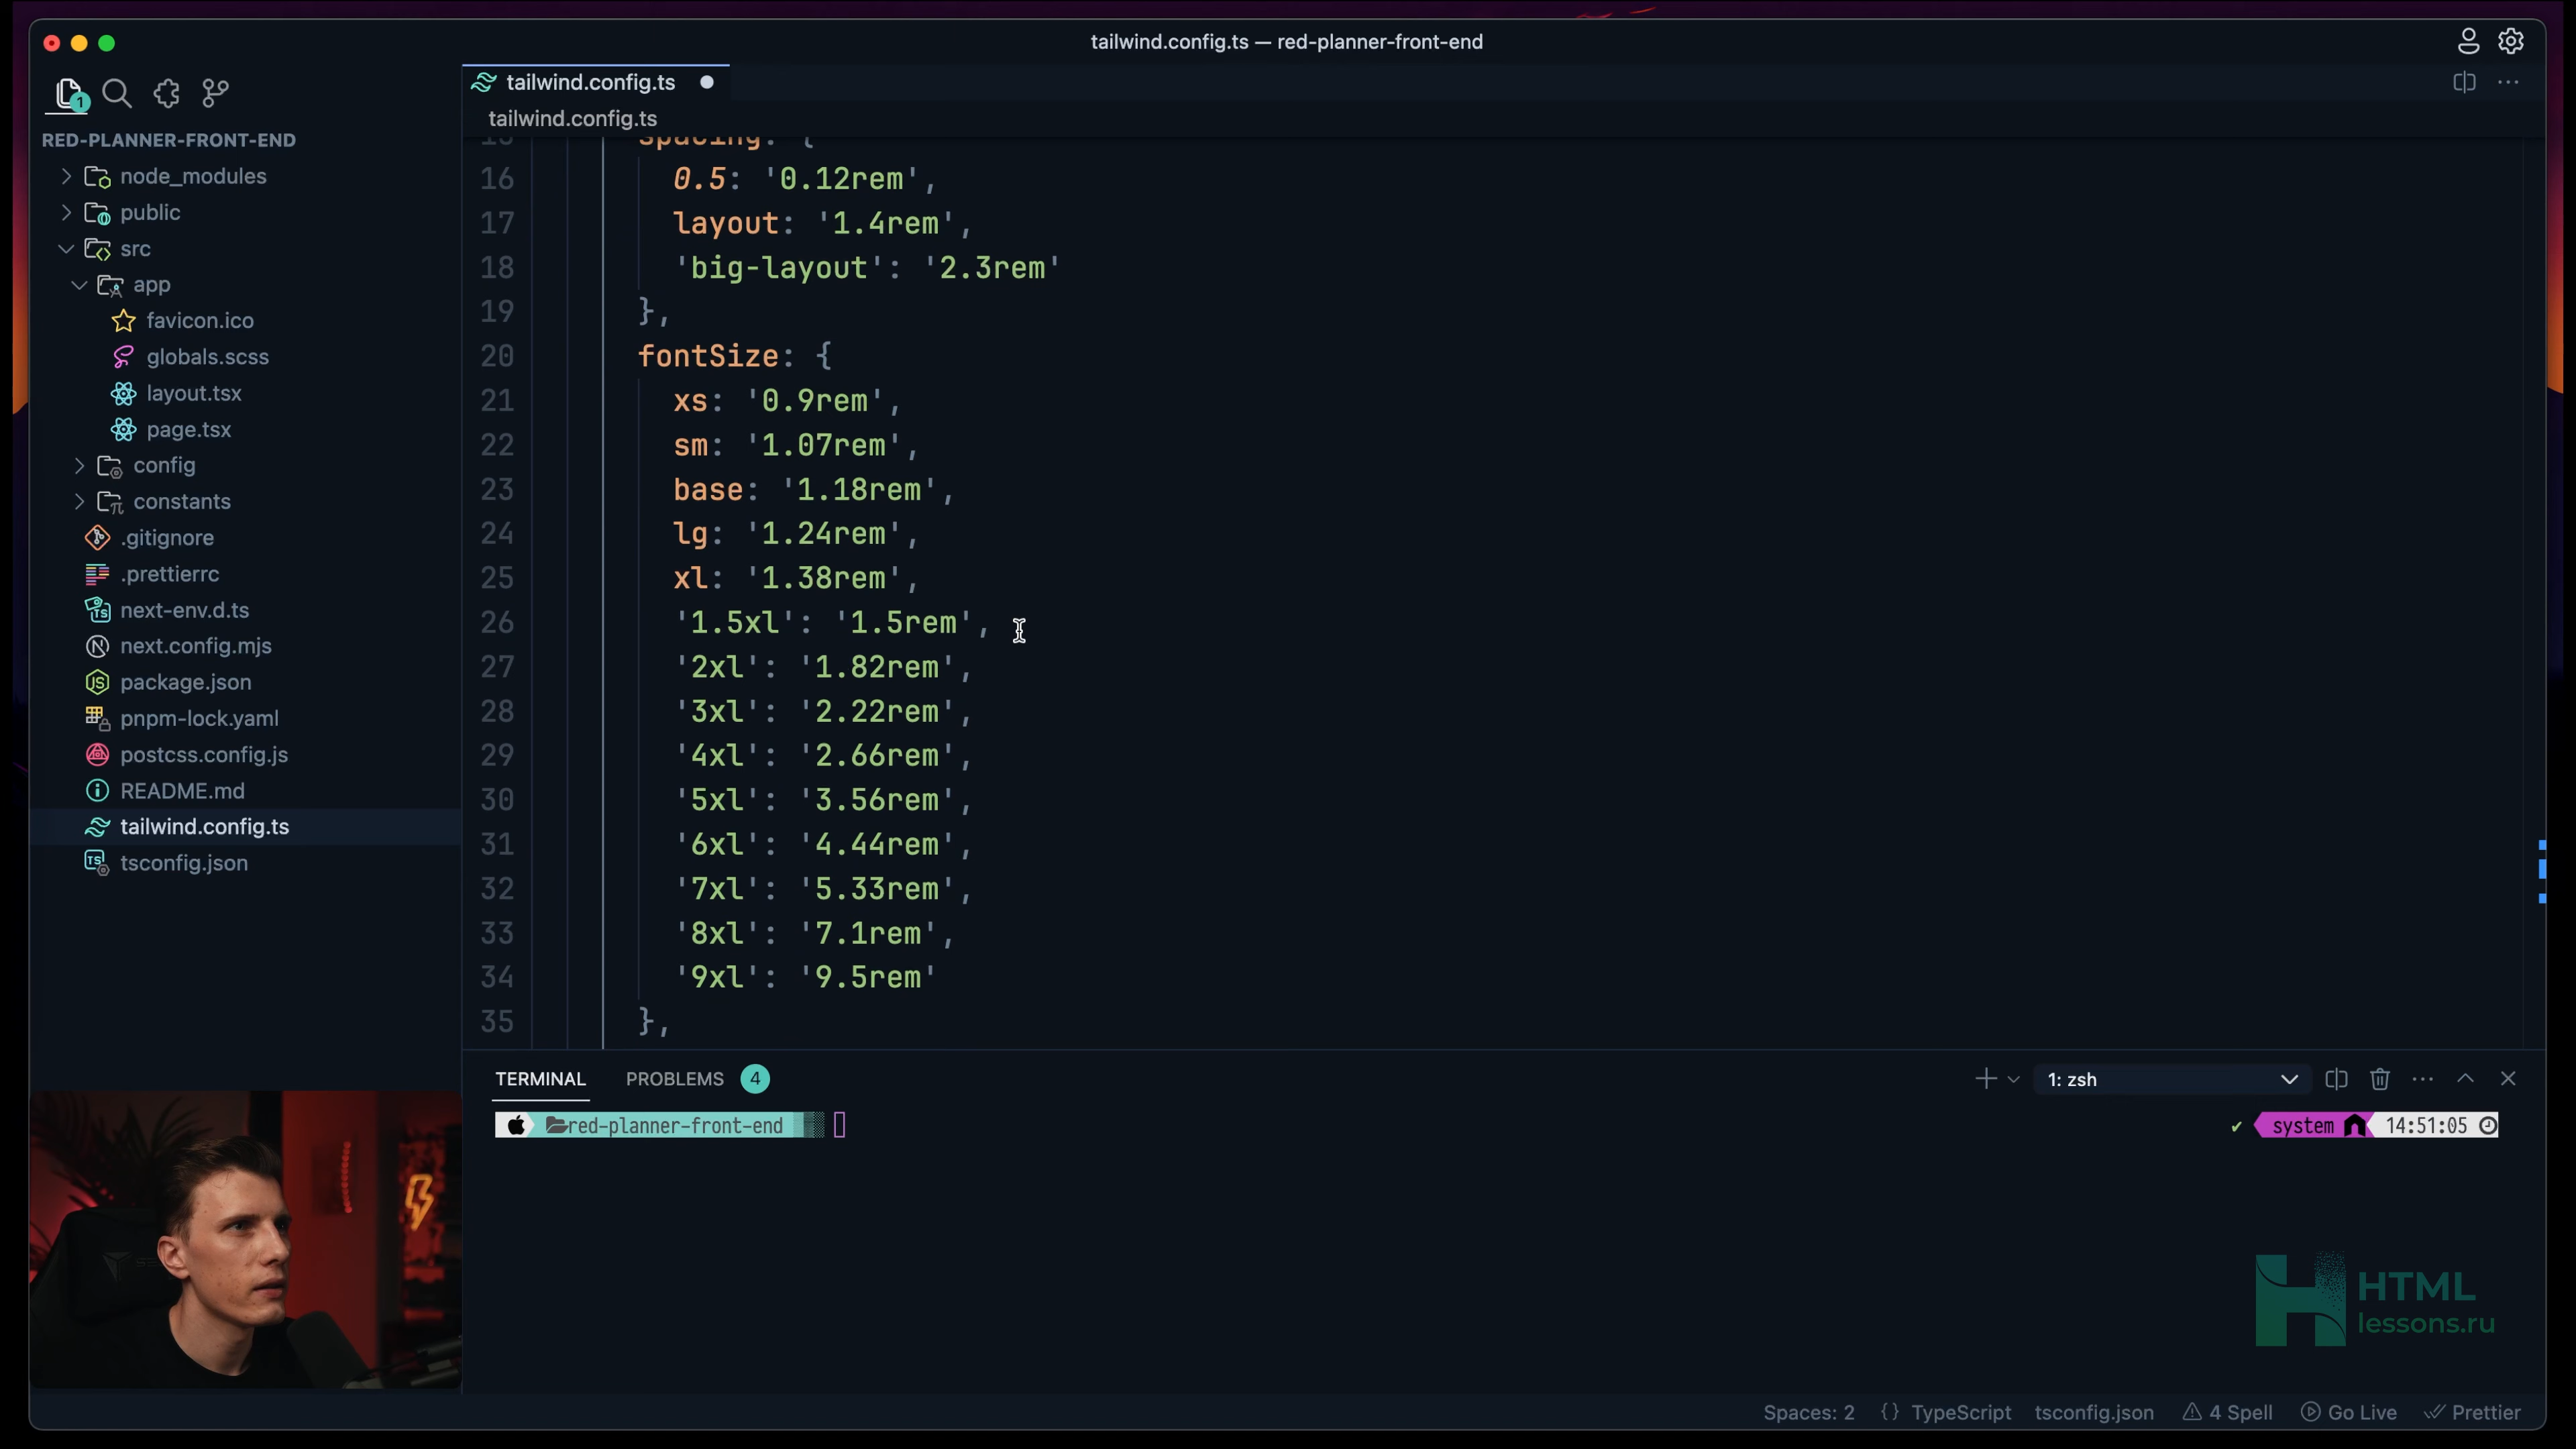 tailwind.config.ts — red-planner-front-end
1
tailwind.config.ts
tailwind.config.ts
RED-PLANNER-FRONT-END
node_modules
public
src
app
favicon.ico
globals.scss
layout.tsx
page.tsx
config
constants
.gitignore
.prettierrc
next-env.d.ts
next.config.mjs
package.json
pnpm-lock.yaml
postcss.config.js
README.md
tailwind.config.ts
tsconfig.json
15 spacing: {
16 0.5: '0.12rem',
17 layout: '1.4rem',
18 'big-layout': '2.3rem'
19 },
20 fontSize: {
21 xs: '0.9rem',
22 sm: '1.07rem',
23 base: '1.18rem',
24 lg: '1.24rem',
25 xl: '1.38rem',
26 '1.5xl': '1.5rem',
27 '2xl': '1.82rem',
28 '3xl': '2.22rem',
29 '4xl': '2.66rem',
30 '5xl': '3.56rem',
31 '6xl': '4.44rem',
32 '7xl': '5.33rem',
33 '8xl': '7.1rem',
34 '9xl': '9.5rem'
35 },
TERMINAL PROBLEMS 4 1: zsh
red-planner-front-end system 14:51:05
HTML
lessons.ru
Spaces: 2 {} TypeScript tsconfig.json 4 Spell Go Live Prettier